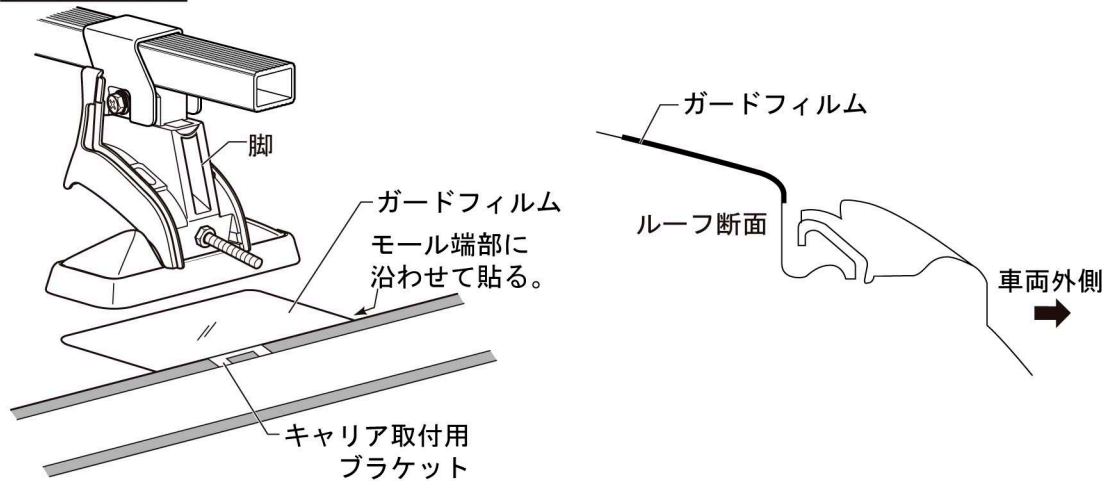 脚
ガードフィルム
モール端部に
沿わせて貼る。
キャリア取付用
ブラケット
ガードフィルム
ルーフ断面
車両外側